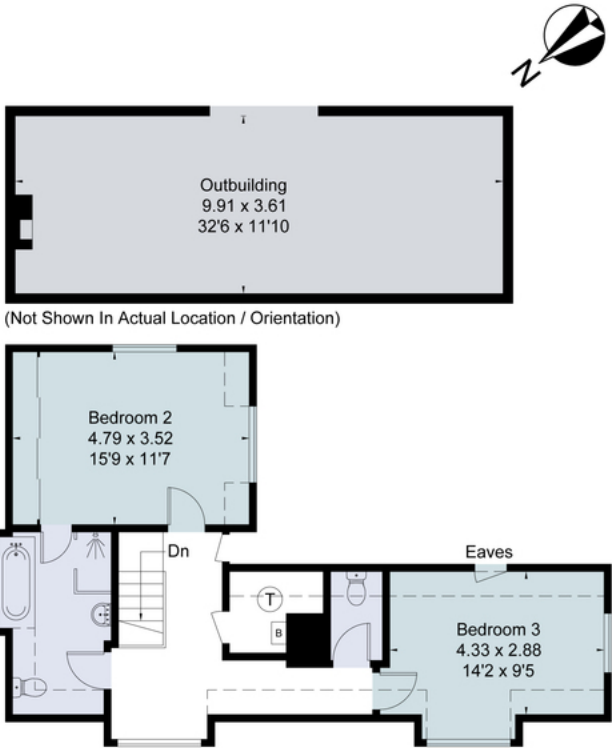 N
Outbuilding
9.91 x 3.61
32'6 x 11'10
(Not Shown In Actual Location / Orientation)
Bedroom 2
4.79 x 3.52
15'9 x 11'7
Dn
Eaves
T
B
Bedroom 3
4.33 x 2.88
14'2 x 9'5